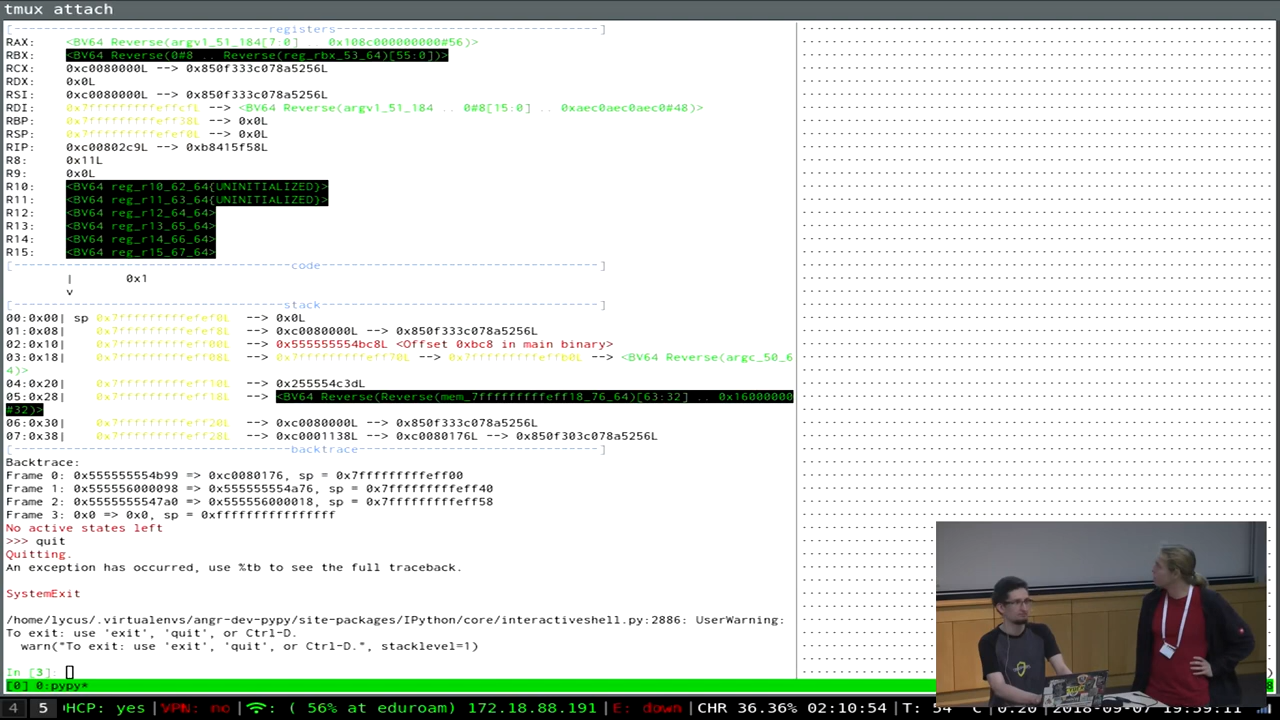 tmux attach
[---------------------------------registers---------------------------------]
RAX: <BV64 Reverse(argv1_51_184[7:0] .. 0x108c000000000#56)>
RBX: <BV64 Reverse(0#8 .. Reverse(reg_rbx_53_64)[55:0])>
RCX: 0xc0080000L --> 0x850f333c078a5256L
RDX: 0x0L
RSI: 0xc0080000L --> 0x850f333c078a5256L
RDI: 0x7fffffffffeffcfL --> <BV64 Reverse(argv1_51_184 .. 0#8[15:0] .. 0xaec0aec0aec0#48)>
RBP: 0x7fffffffffeff38L --> 0x0L
RSP: 0x7fffffffffefef0L --> 0x0L
RIP: 0xc00802c9L --> 0xb8415f58L
R8: 0x11L
R9: 0x0L
R10: <BV64 reg_r10_62_64{UNINITIALIZED}>
R11: <BV64 reg_r11_63_64{UNINITIALIZED}>
R12: <BV64 reg_r12_64_64>
R13: <BV64 reg_r13_65_64>
R14: <BV64 reg_r14_66_64>
R15: <BV64 reg_r15_67_64>
[-----------------------------------code-----------------------------------]
| 0x1
v
[-----------------------------------stack-----------------------------------]
00:0x00| sp 0x7fffffffffefef0L --> 0x0L
01:0x08| 0x7fffffffffefef8L --> 0xc0080000L --> 0x850f333c078a5256L
02:0x10| 0x7fffffffffeff00L --> 0x555555554bc8L <Offset 0xbc8 in main binary>
03:0x18| 0x7fffffffffeff08L --> 0x7fffffffffeff70L --> 0x7fffffffffeffb0L --> <BV64 Reverse(argc_50_6
4)>
04:0x20| 0x7fffffffffeff10L --> 0x255554c3dL
05:0x28| 0x7fffffffffeff18L --> <BV64 Reverse(Reverse(mem_7fffffffffeff18_76_64)[63:32] .. 0x16000000
#32)>
06:0x30| 0x7fffffffffeff20L --> 0xc0080000L --> 0x850f333c078a5256L
07:0x38| 0x7fffffffffeff28L --> 0xc0001138L --> 0xc0080176L --> 0x850f303c078a5256L
[---------------------------------backtrace---------------------------------]
Backtrace:
Frame 0: 0x555555554b99 => 0xc0080176, sp = 0x7fffffffffeff00
Frame 1: 0x555556000098 => 0x555555554a76, sp = 0x7fffffffffeff40
Frame 2: 0x5555555547a0 => 0x555556000018, sp = 0x7fffffffffeff58
Frame 3: 0x0 => 0x0, sp = 0xffffffffffffffff
No active states left
>>> quit
Quitting.
An exception has occurred, use %tb to see the full traceback.
SystemExit
/home/lycus/.virtualenvs/angr-dev-pypy/site-packages/IPython/core/interactiveshell.py:2886: UserWarning:
To exit: use 'exit', 'quit', or Ctrl-D.
warn("To exit: use 'exit', 'quit', or Ctrl-D.", stacklevel=1)
In [3]:
[0] 0:pypy*
4 5 HCP: yes |VPN: no| ( 56% at eduroam) 172.18.88.191 |E: down| CHR 36.36% 02:10:54 |T: 54 C|0.20|2018-09-07 19:59:11